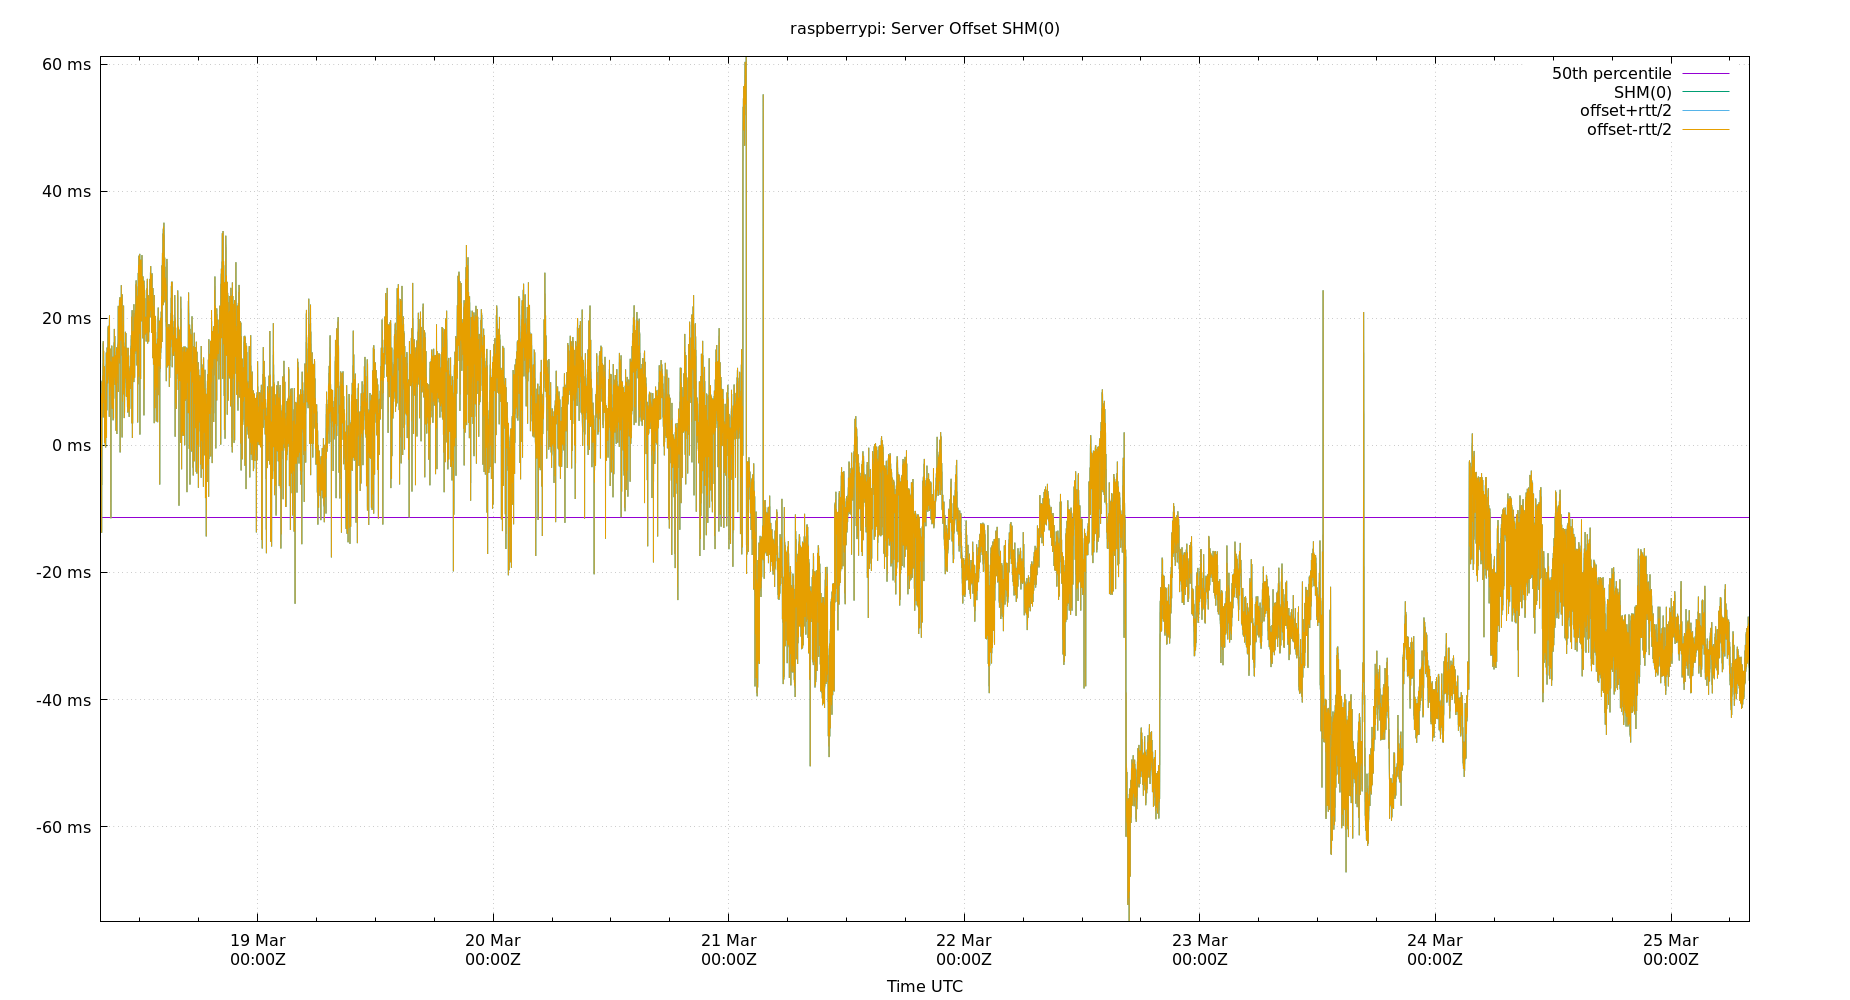 raspberrypi: Server Offset SHM(0)
60 ms
40 ms
20 ms
0 ms
-20 ms
-40 ms
-60 ms
50th percentile
SHM(0)
offset+rtt/2
offset-rtt/2
19 Mar
00:00Z
20 Mar
00:00Z
21 Mar
00:00Z
22 Mar
00:00Z
23 Mar
00:00Z
24 Mar
00:00Z
25 Mar
00:00Z
Time UTC